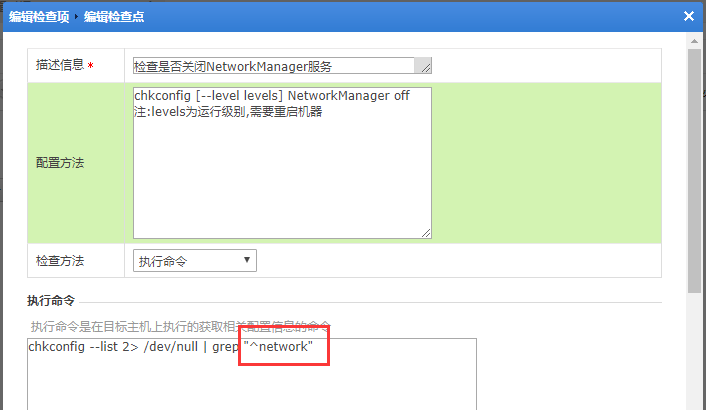 编辑检查项 ▸ 编辑检查点 ×
描述信息 * 检查是否关闭NetworkManager服务
配置方法
chkconfig [--level levels] NetworkManager off
注:levels为运行级别,需要重启机器
检查方法 执行命令
执行命令
执行命令是在目标主机上执行的获取相关配置信息的命令
chkconfig --list 2> /dev/null | grep "^network"